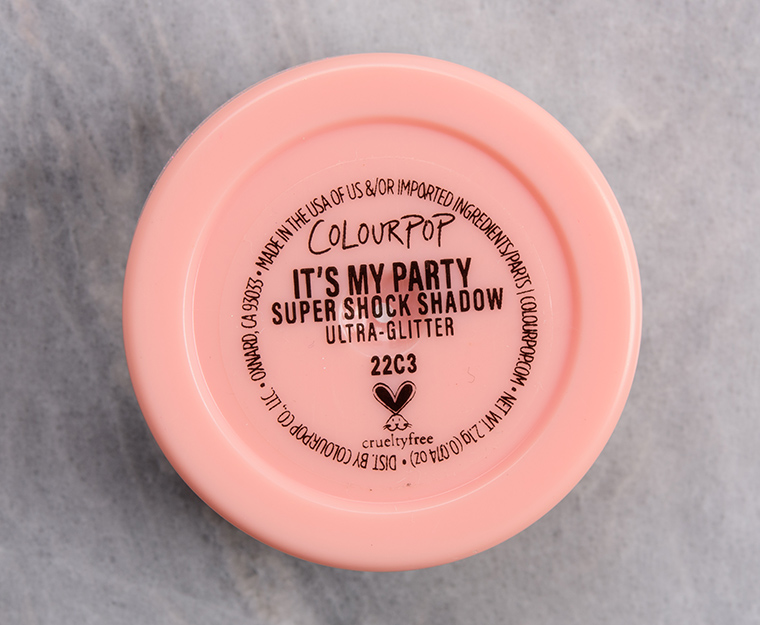 COLOURPOP
IT'S MY PARTY
SUPER SHOCK SHADOW
ULTRA-GLITTER
22C3
crueltyfree
MADE IN THE USA OF US &/OR IMPORTED INGREDIENTS/PARTS | COLOURPOP.COM • NET WT. 2.1g (0.074 oz) • DIST. BY COLOURPOP CO., LLC. • OXNARD, CA 93033 •